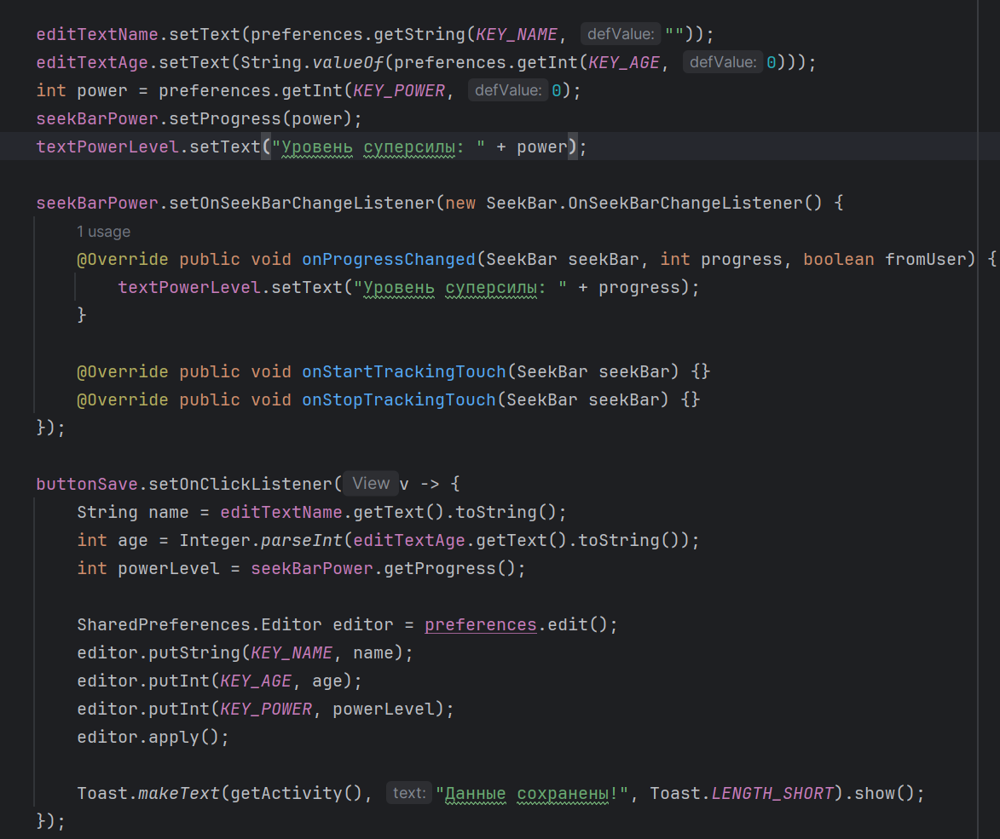 editTextName.setText(preferences.getString(KEY_NAME, defValue: ""));
editTextAge.setText(String.valueOf(preferences.getInt(KEY_AGE, defValue: 0)));
int power = preferences.getInt(KEY_POWER, defValue: 0);
seekBarPower.setProgress(power);
textPowerLevel.setText("Уровень суперсилы: " + power);
seekBarPower.setOnSeekBarChangeListener(new SeekBar.OnSeekBarChangeListener() {
1 usage
@Override public void onProgressChanged(SeekBar seekBar, int progress, boolean fromUser) {
textPowerLevel.setText("Уровень суперсилы: " + progress);
}
@Override public void onStartTrackingTouch(SeekBar seekBar) {}
@Override public void onStopTrackingTouch(SeekBar seekBar) {}
});
buttonSave.setOnClickListener( View v -> {
String name = editTextName.getText().toString();
int age = Integer.parseInt(editTextAge.getText().toString());
int powerLevel = seekBarPower.getProgress();
SharedPreferences.Editor editor = preferences.edit();
editor.putString(KEY_NAME, name);
editor.putInt(KEY_AGE, age);
editor.putInt(KEY_POWER, powerLevel);
editor.apply();
Toast.makeText(getActivity(), text: "Данные сохранены!", Toast.LENGTH_SHORT).show();
});